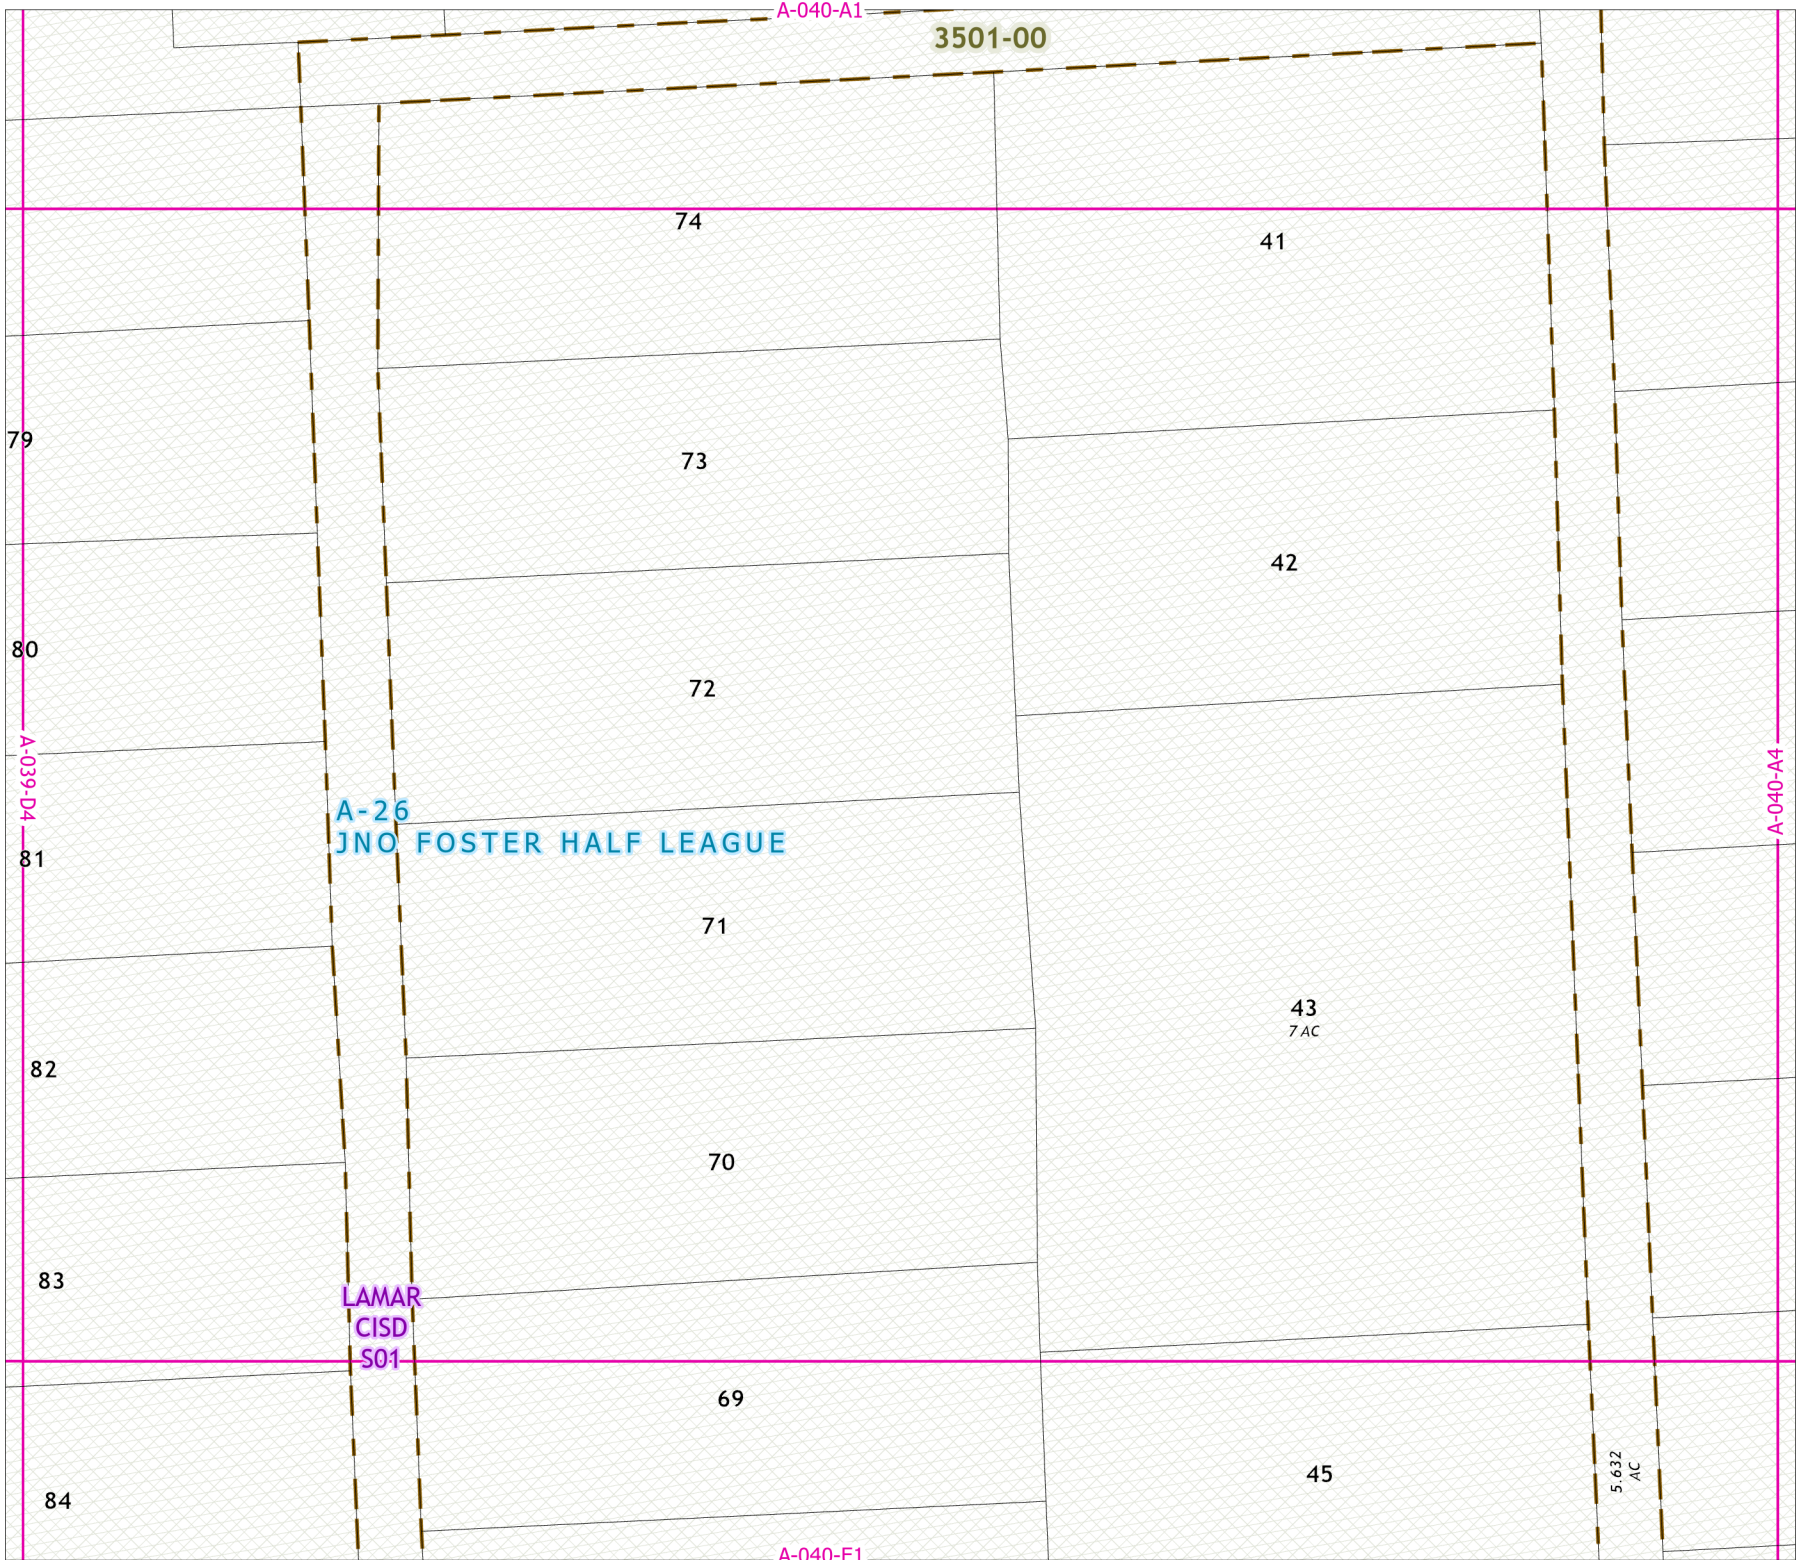 A-040-A1
3501-00
74
41
79
73
42
80
72
A-039-D4
A-040-A4
A-26
JNO FOSTER HALF LEAGUE
81
71
43
7 AC
82
70
83
LAMAR
CISD
S01
69
45
5.632
AC
84
A-040-E1